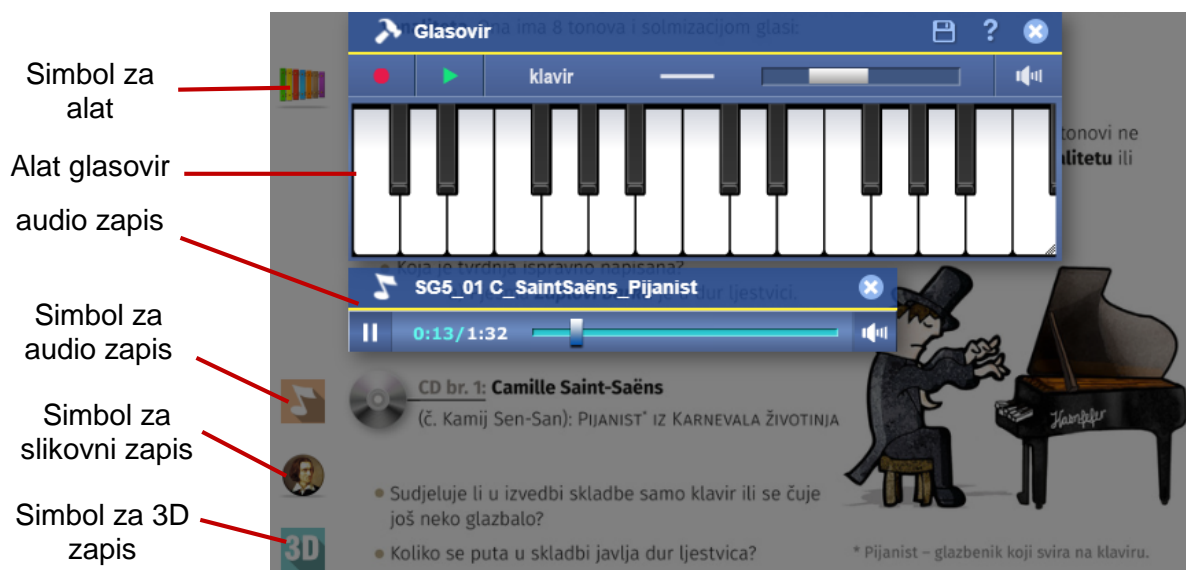 Simbol za
alat
Alat glasovir
audio zapis
Simbol za
audio zapis
Simbol za
slikovni zapis
Simbol za 3D
zapis
Ona ima 8 tonova i solmizacijom glasi:
Glasovir
?
klavir
tonovi ne
ili
Koja je tvrdnja ispravno napisana?
u dur ljestvici.
SG5_01 C_SaintSaëns_Pijanist
0:13/1:32
CD br. 1: Camille Saint-Saëns
(č. Kamij Sen-San): PIJANIST* IZ KARNEVALA ŽIVOTINJA
• Sudjeluje li u izvedbi skladbe samo klavir ili se čuje
još neko glazbalo?
• Koliko se puta u skladbi javlja dur ljestvica?
3D
* Pijanist – glazbenik koji svira na klaviru.